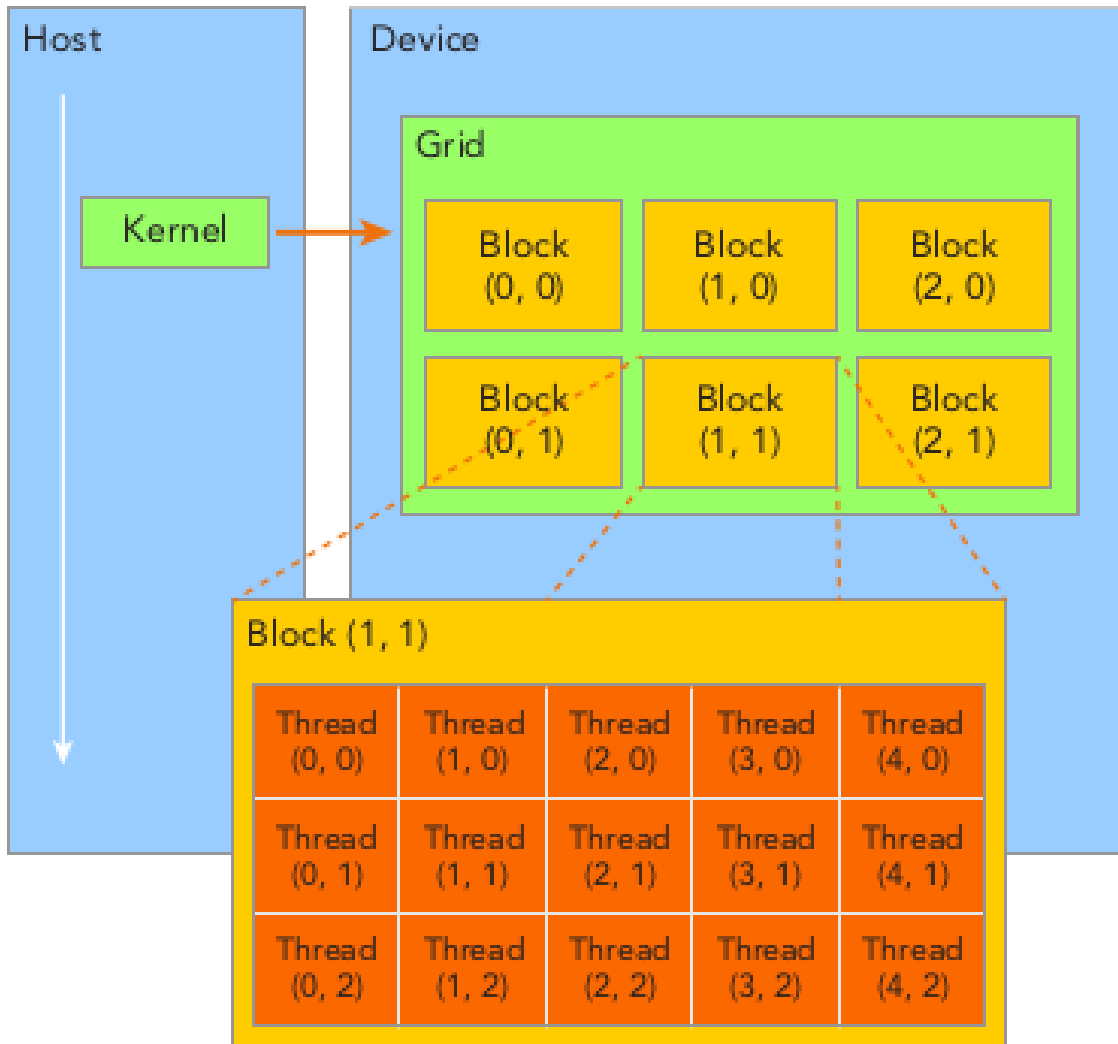 Host
Device
Grid
Kernel
Block
(0, 0)
Block
(1, 0)
Block
(2, 0)
Block
(0, 1)
Block
(1, 1)
Block
(2, 1)
Block (1, 1)
Thread
(0, 0)
Thread
(1, 0)
Thread
(2, 0)
Thread
(3, 0)
Thread
(4, 0)
Thread
(0, 1)
Thread
(1, 1)
Thread
(2, 1)
Thread
(3, 1)
Thread
(4, 1)
Thread
(0, 2)
Thread
(1, 2)
Thread
(2, 2)
Thread
(3, 2)
Thread
(4, 2)